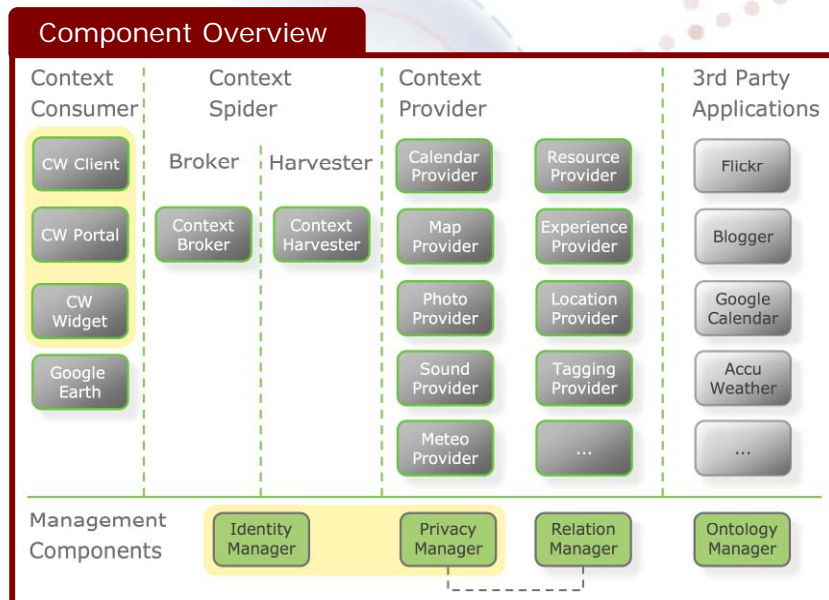 Component Overview
Context
Consumer
CW Client
CW Portal
CW
Widget
Google
Earth
Context
Spider
Broker
Context
Broker
Harvester
Context
Harvester
Context
Provider
Calendar
Provider
Map
Provider
Photo
Provider
Sound
Provider
Meteo
Provider
Resource
Provider
Experience
Provider
Location
Provider
Tagging
Provider
...
3rd Party
Applications
Flickr
Blogger
Google
Calendar
Accu
Weather
...
Management
Components
Identity
Manager
Privacy
Manager
Relation
Manager
Ontology
Manager